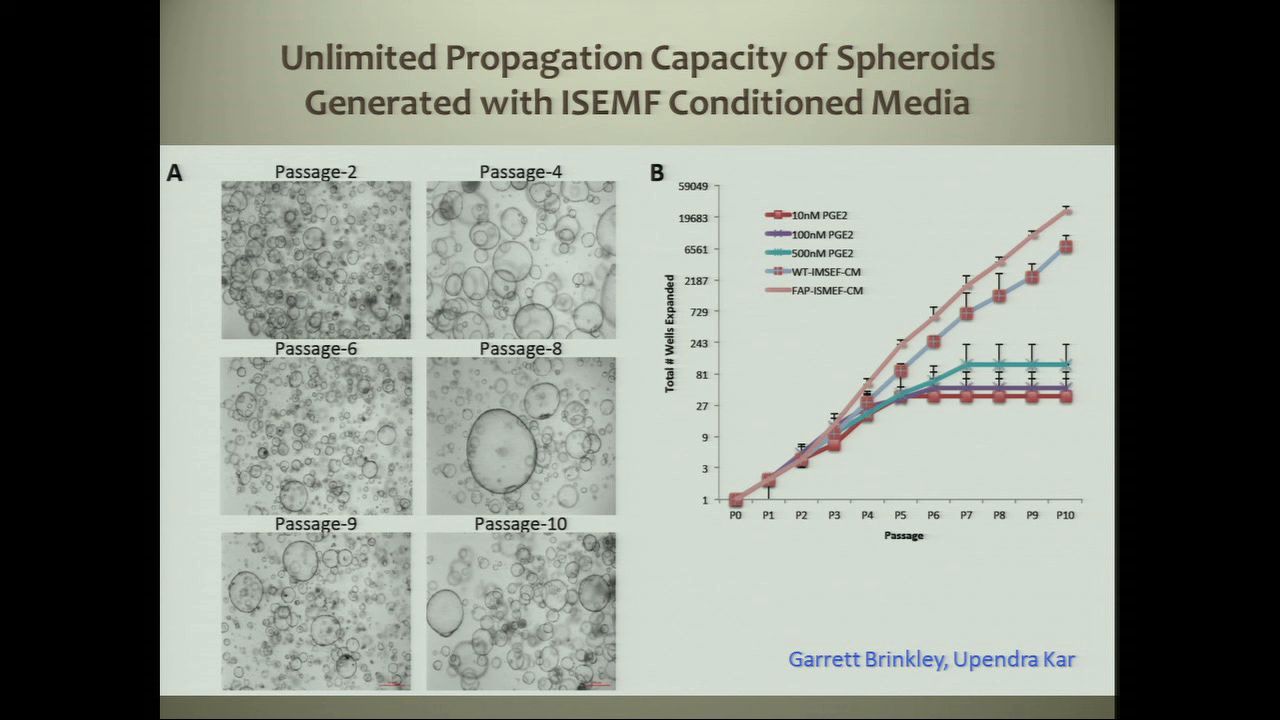 Unlimited Propagation Capacity of Spheroids
Generated with ISEMF Conditioned Media
A
Passage-2
Passage-4
Passage-6
Passage-8
Passage-9
Passage-10
B
Total # Wells Expanded
59049
19683
6561
2187
729
243
81
27
9
3
1
10nM PGE2
100nM PGE2
500nM PGE2
WT-IMSEF-CM
FAP-ISMEF-CM
P0 P1 P2 P3 P4 P5 P6 P7 P8 P9 P10
Passage
Garrett Brinkley, Upendra Kar